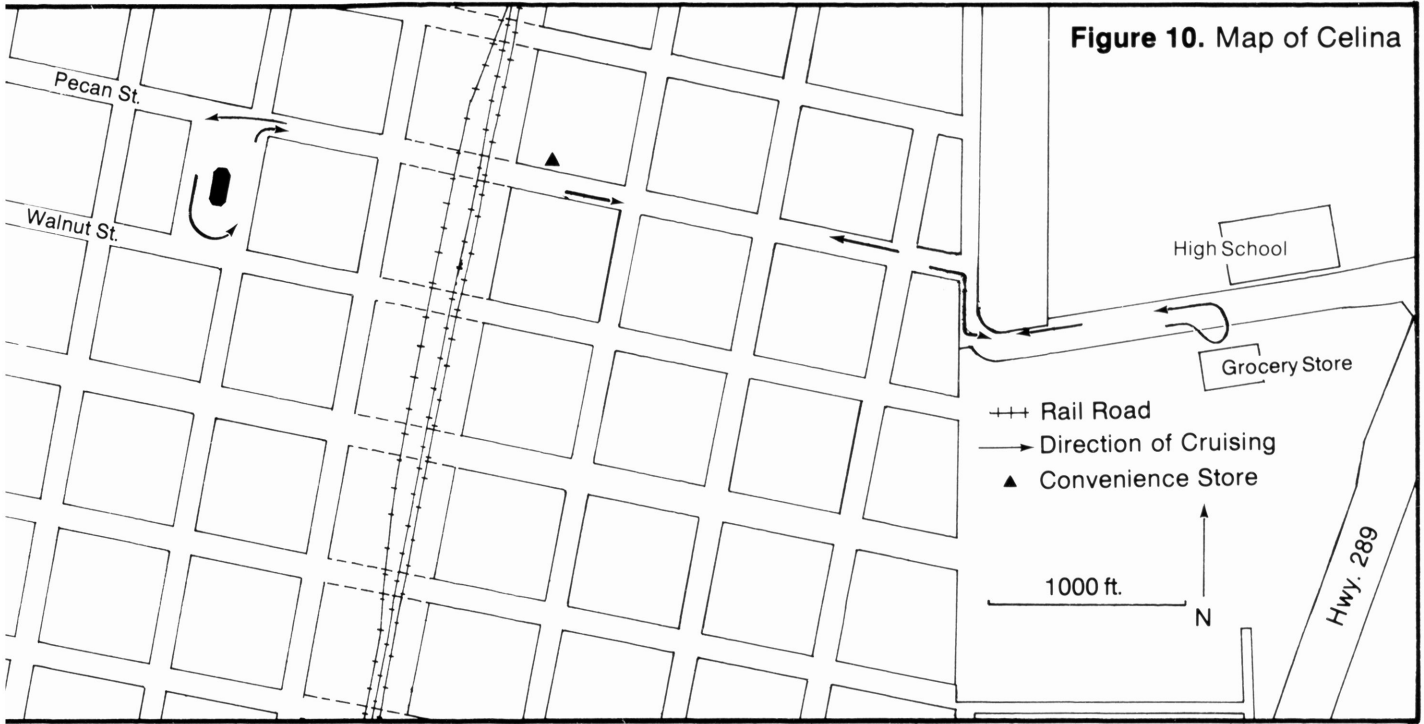 Figure 10. Map of Celina
Pecan St.
Walnut St.
High School
Grocery Store
Rail Road
Direction of Cruising
Convenience Store
1000 ft.
N
Hwy. 289